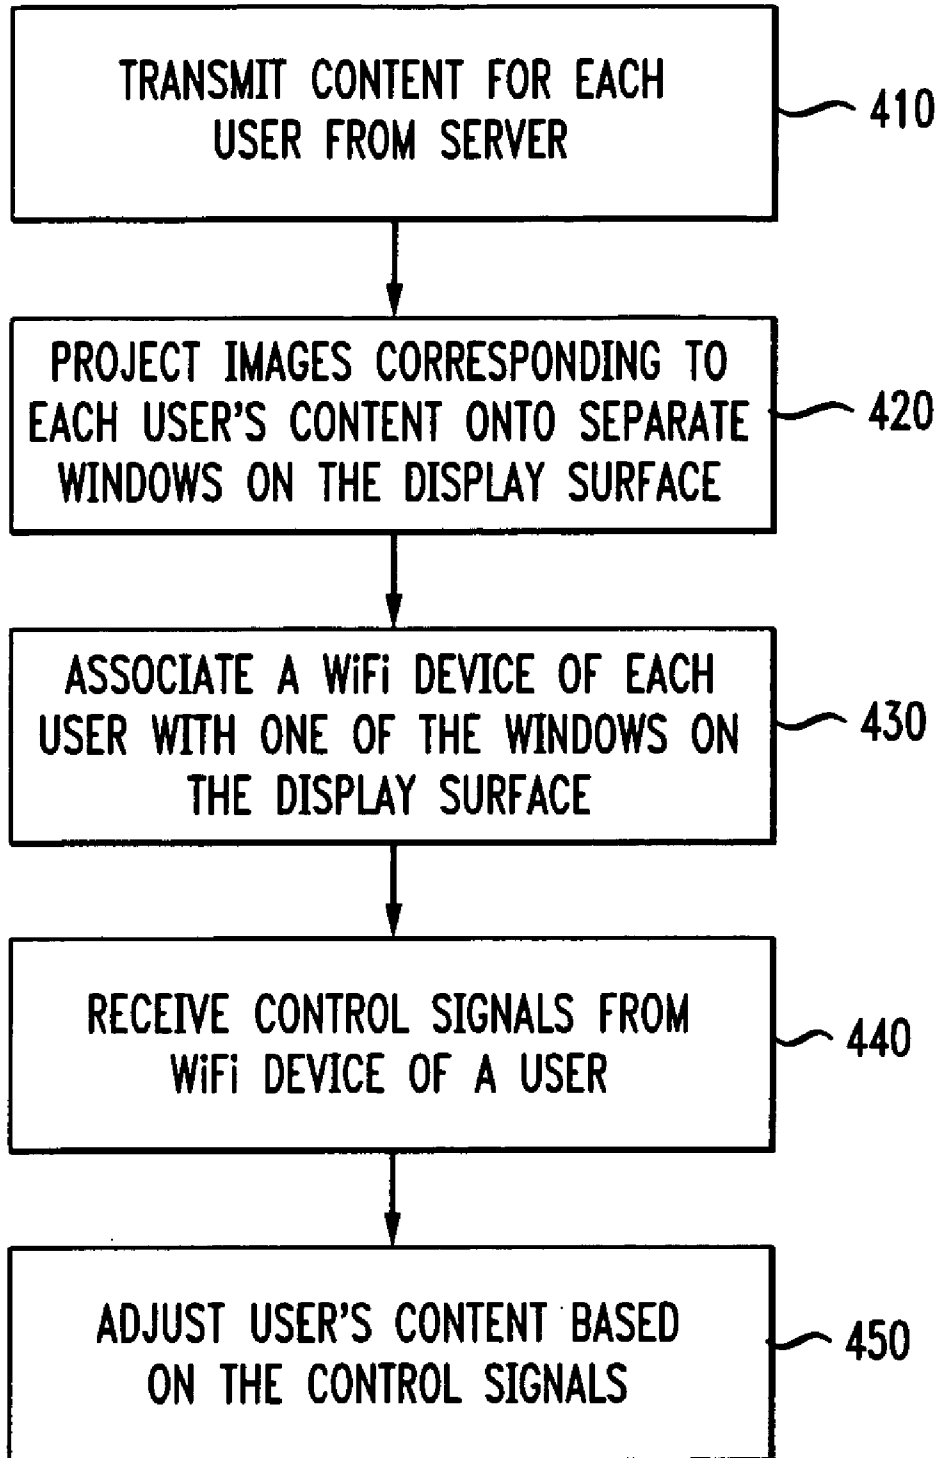 TRANSMIT CONTENT FOR EACH
USER FROM SERVER
410
PROJECT IMAGES CORRESPONDING TO
EACH USER'S CONTENT ONTO SEPARATE
WINDOWS ON THE DISPLAY SURFACE
420
ASSOCIATE A WiFi DEVICE OF EACH
USER WITH ONE OF THE WINDOWS ON
THE DISPLAY SURFACE
430
RECEIVE CONTROL SIGNALS FROM
WiFi DEVICE OF A USER
440
ADJUST USER'S CONTENT BASED
ON THE CONTROL SIGNALS
450